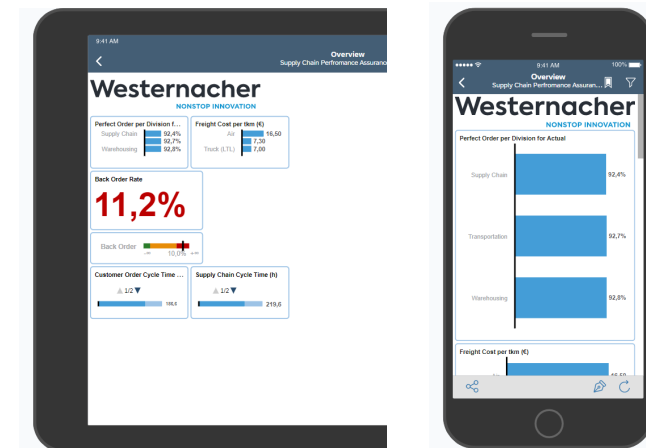 9:41 AM
Overview
Supply Chain Perfromance Assuranc
Westernacher
NONSTOP INNOVATION
Perfect Order per Division f...
Supply Chain 92,4%
92,7%
Warehousing 92,8%
Freight Cost per tkm (€)
Air 16,50
7,30
Truck (LTL) 7,00
Back Order Rate
11,2%
Back Order
10,0%
Customer Order Cycle Time ...
1/2
Supply Chain Cycle Time (h)
1/2
219,6
9:41 AM 100%
Overview
Supply Chain Perfromance Assuran...
Westernacher
NONSTOP INNOVATION
Perfect Order per Division for Actual
Supply Chain 92,4%
Transportation 92,7%
Warehousing 92,8%
Freight Cost per tkm (€)